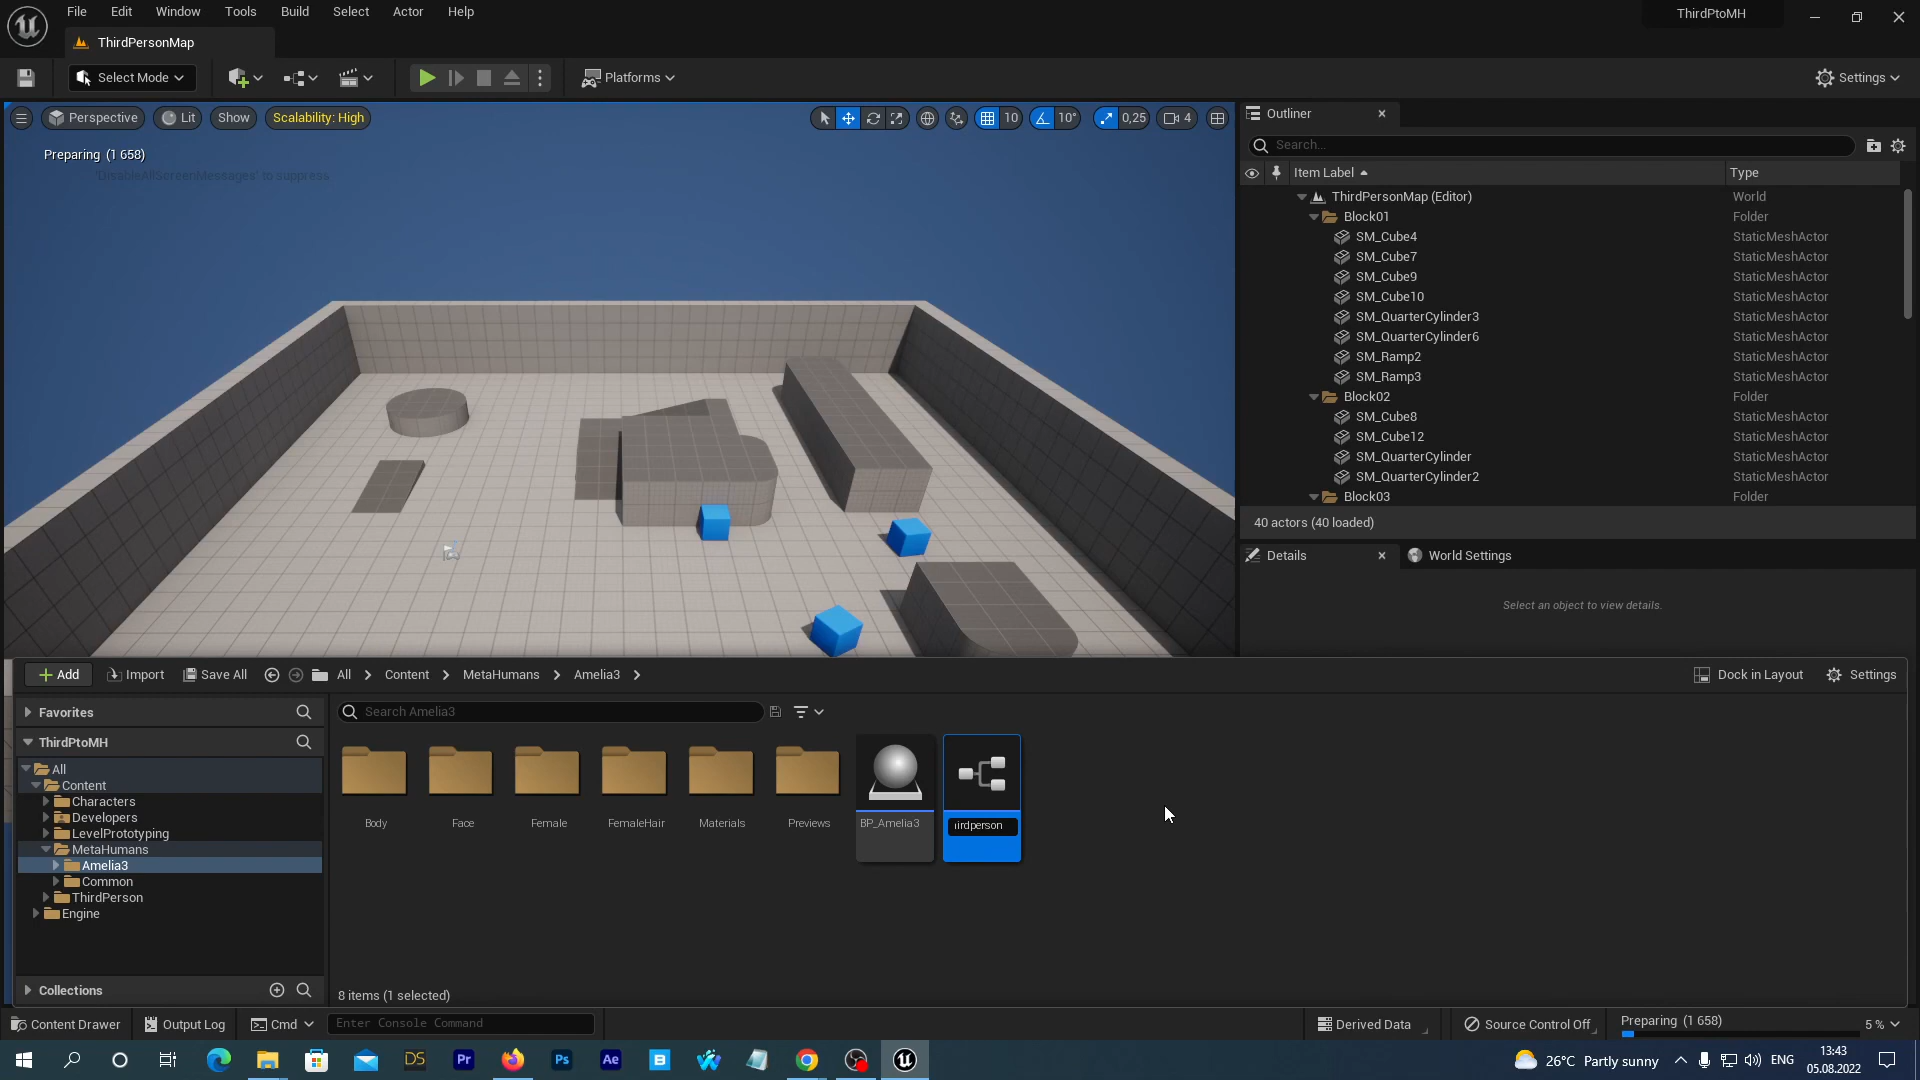 File Edit Window Tools Build Select Actor Help
ThirdPtoMH
ThirdPersonMap
Select Mode
Platforms
Settings
Perspective Lit Show Scalability: High
10 10° 0,25 4
Preparing (1 658)
'DisableAllScreenMessages' to suppress
Outliner
Search...
Item Label Type
ThirdPersonMap (Editor) World
Block01 Folder
SM_Cube4 StaticMeshActor
SM_Cube7 StaticMeshActor
SM_Cube9 StaticMeshActor
SM_Cube10 StaticMeshActor
SM_QuarterCylinder3 StaticMeshActor
SM_QuarterCylinder6 StaticMeshActor
SM_Ramp2 StaticMeshActor
SM_Ramp3 StaticMeshActor
Block02 Folder
SM_Cube8 StaticMeshActor
SM_Cube12 StaticMeshActor
SM_QuarterCylinder StaticMeshActor
SM_QuarterCylinder2 StaticMeshActor
Block03 Folder
40 actors (40 loaded)
Details World Settings
Select an object to view details.
Add Import Save All All Content MetaHumans Amelia3
Dock in Layout Settings
Favorites
Search Amelia3
ThirdPtoMH
All
Content
Characters
Developers
LevelPrototyping
MetaHumans
Amelia3
Common
ThirdPerson
Engine
Body Face Female FemaleHair Materials Previews BP_Amelia3 irdperson
Collections
8 items (1 selected)
Content Drawer Output Log Cmd Enter Console Command
Derived Data Source Control Off Preparing (1 658) 5 %
DS Pr Ps Ae
26°C Partly sunny ENG
13:43
05.08.2022